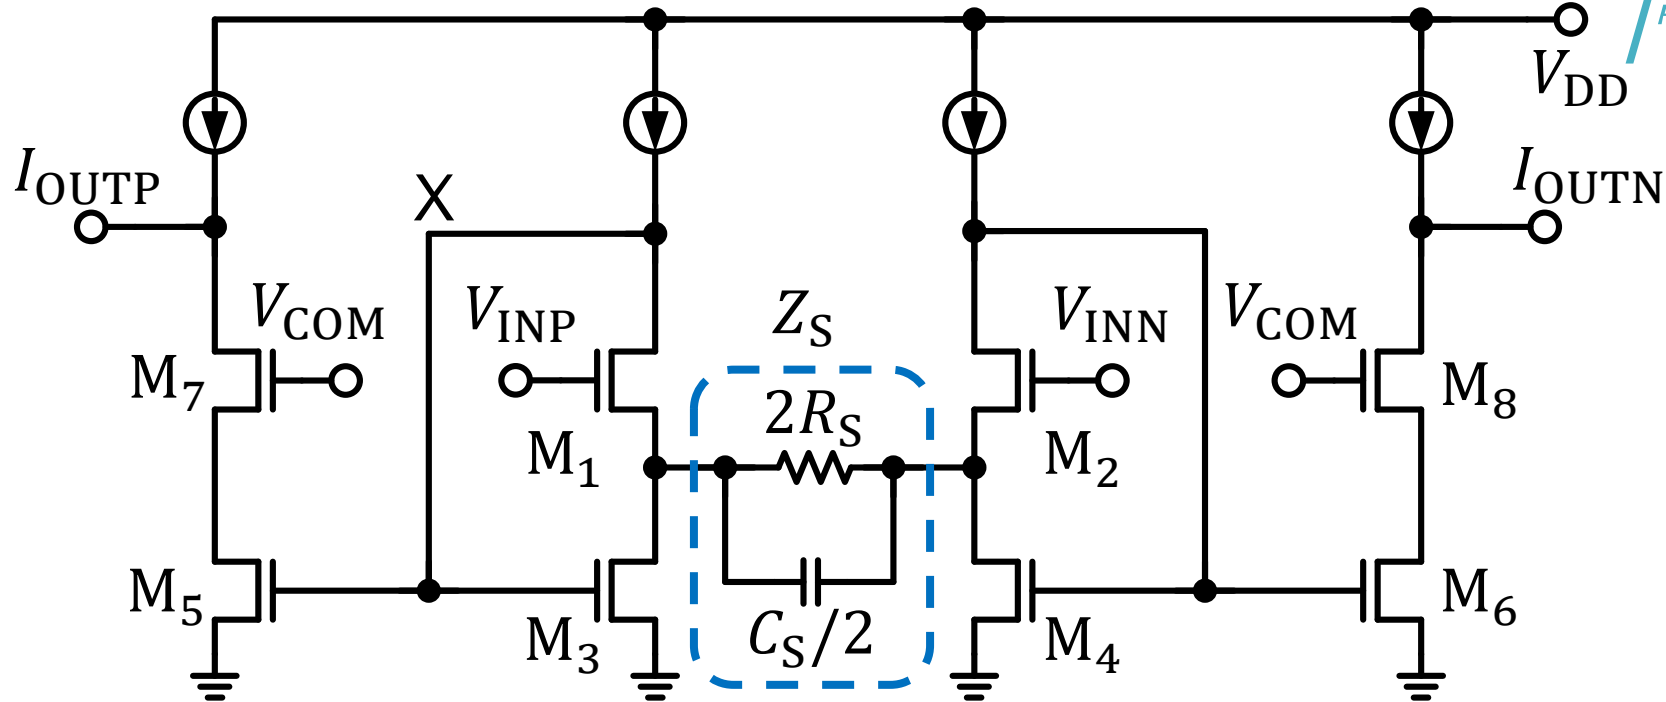 V_DD
I_OUTP
X
I_OUTN
V_COM
V_INP
Z_S
V_INN
V_COM
M_7
M_1
2R_S
M_2
M_8
M_5
M_3
C_S/2
M_4
M_6